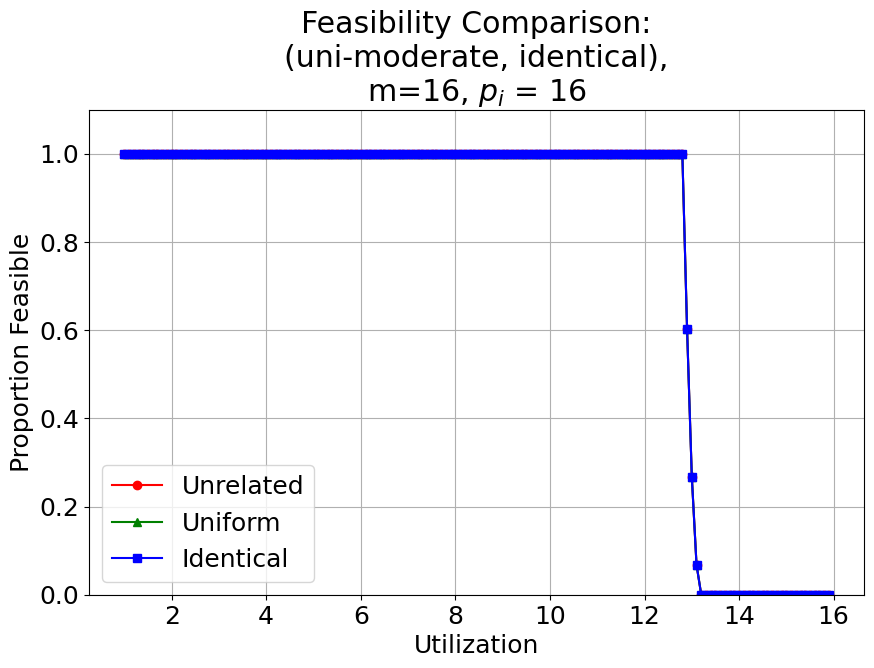 Feasibility Comparison:
(uni-moderate, identical),
m=16, $p_i$ = 16
Proportion Feasible
1.0
0.8
0.6
0.4
0.2
0.0
Unrelated
Uniform
Identical
2 4 6 8 10 12 14 16
Utilization